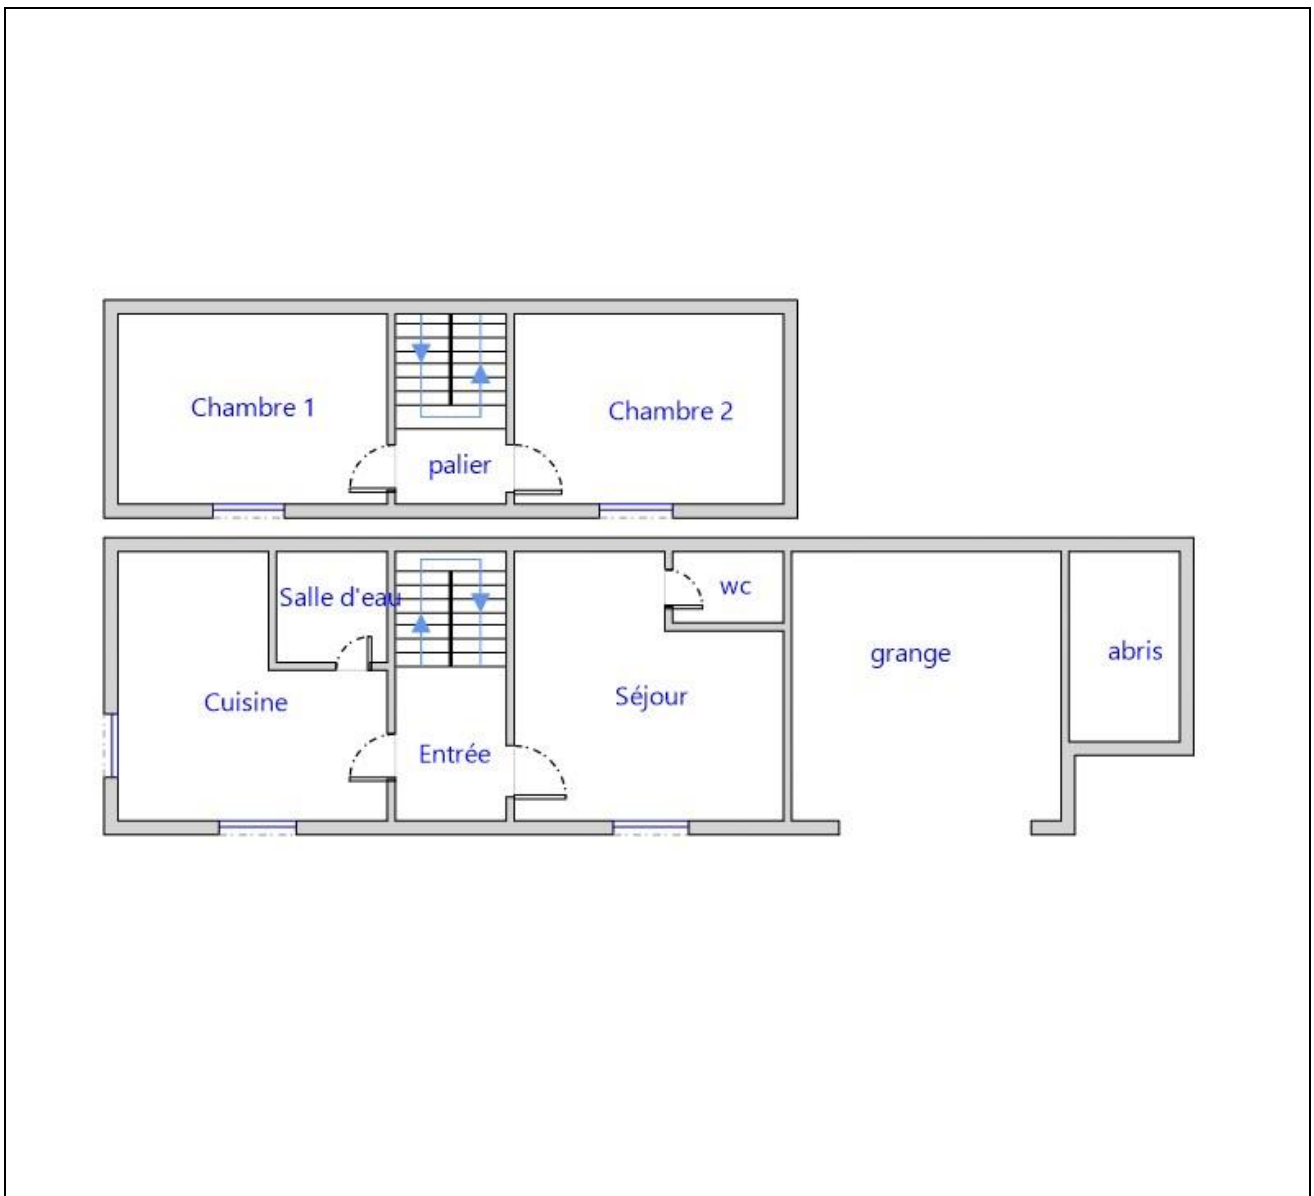 Chambre 1
Chambre 2
palier
Salle d'eau
wc
grange
abris
Cuisine
Séjour
Entrée